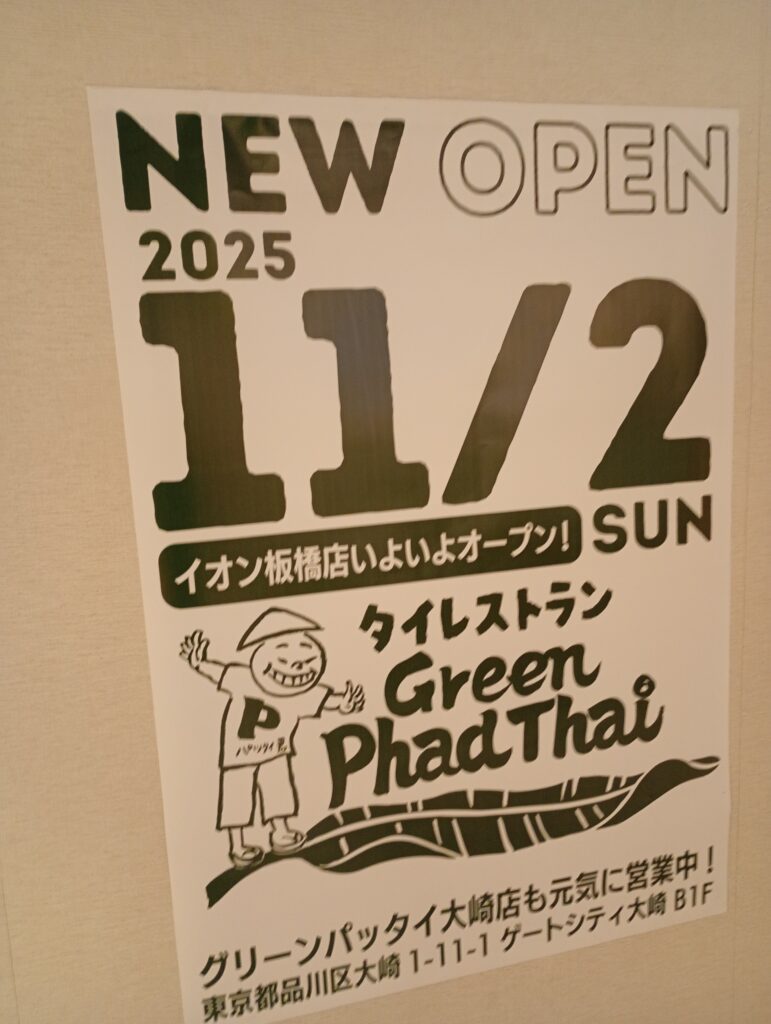 NEW OPEN
2025
11/2
SUN
イオン板橋店いよいよオープン!
タイレストラン
Green
Phad Thai
P
パッタイ
グリーンパッタイ大崎店も元気に営業中!
東京都品川区大崎 1-11-1 ゲートシティ大崎 B1F